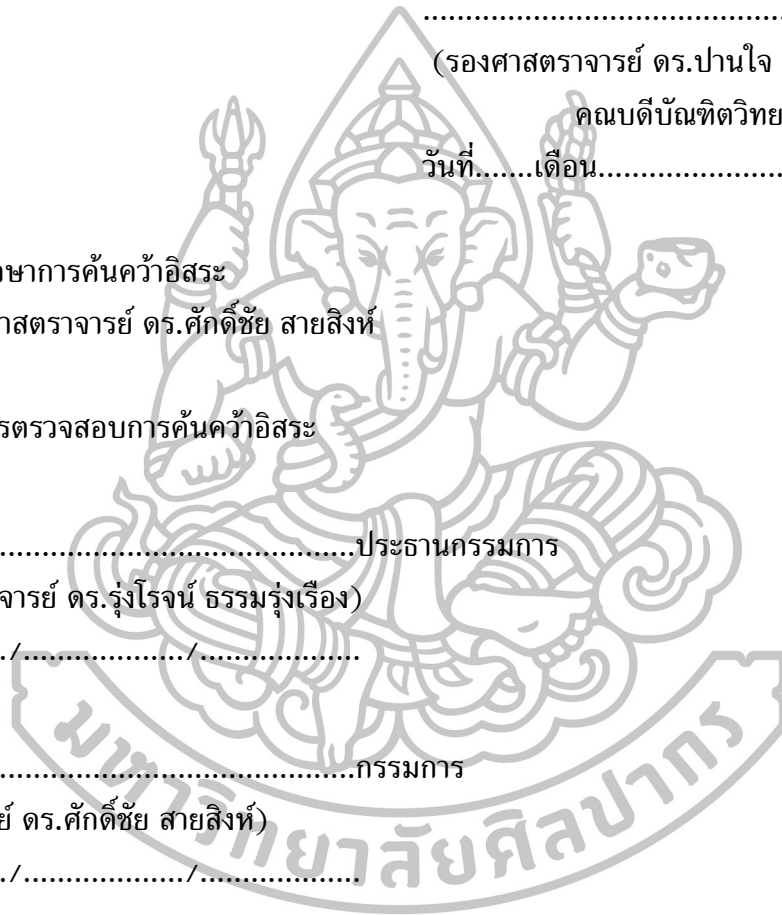 ............................................
(รองศาสตราจารย์ ดร.ปานใจ
คณบดีบัณฑิตวิทย
วันที่.......เดือน......................
ษาการค้นคว้าอิสระ
าสตราจารย์ ดร.ศักดิ์ชัย สายสิงห์
รตรวจสอบการค้นคว้าอิสระ
...........................................ประธานกรรมการ
จารย์ ดร.รุ่งโรจน์ ธรรมรุ่งเรือง)
./..................../....................
...........................................กรรมการ
ย์ ดร.ศักดิ์ชัย สายสิงห์)
./..................../....................
มหาวิทยาลัยศิลปากร